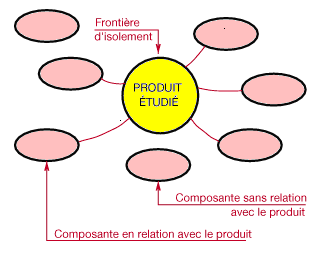 Frontière
d'isolement
PRODUIT
ÉTUDIÉ
Composante sans relation
avec le produit
Composante en relation avec le produit